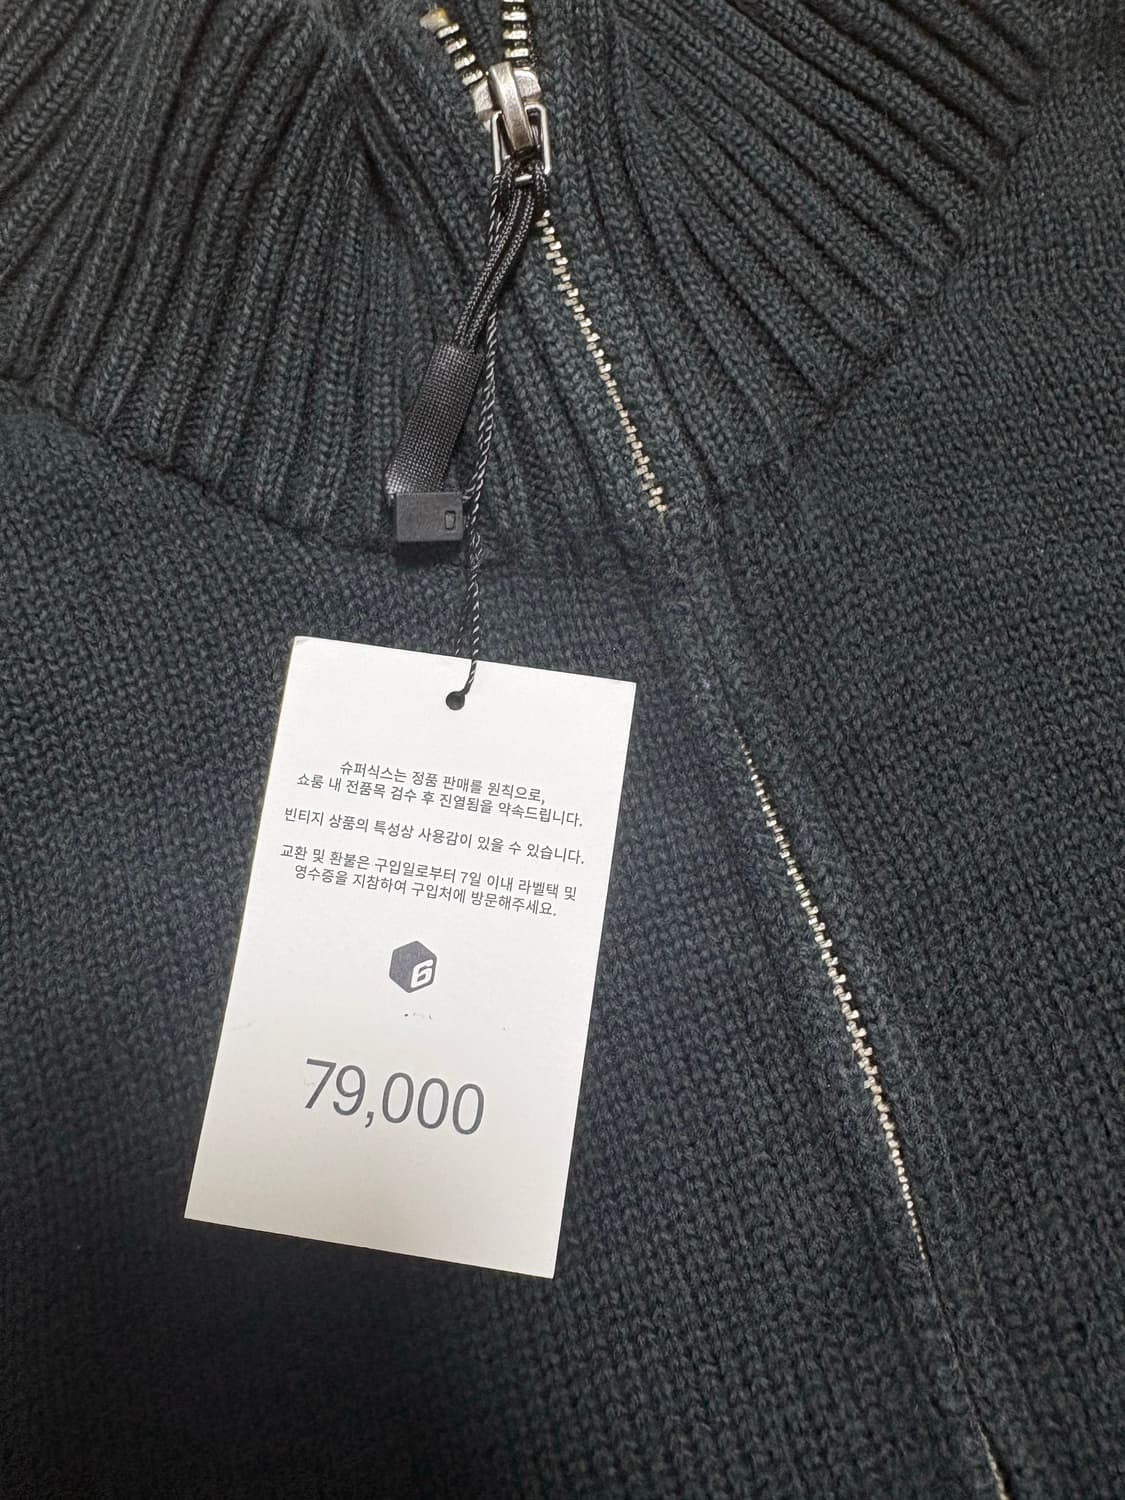 슈퍼식스는 정품 판매를 원칙으로,
쇼룸 내 전품목 검수 후 진열됨을 약속드립니다.
빈티지 상품의 특성상 사용감이 있을 수 있습니다.
교환 및 환불은 구입일로부터 7일 이내 라벨택 및
영수증을 지참하여 구입처에 방문해주세요.
6
79,000